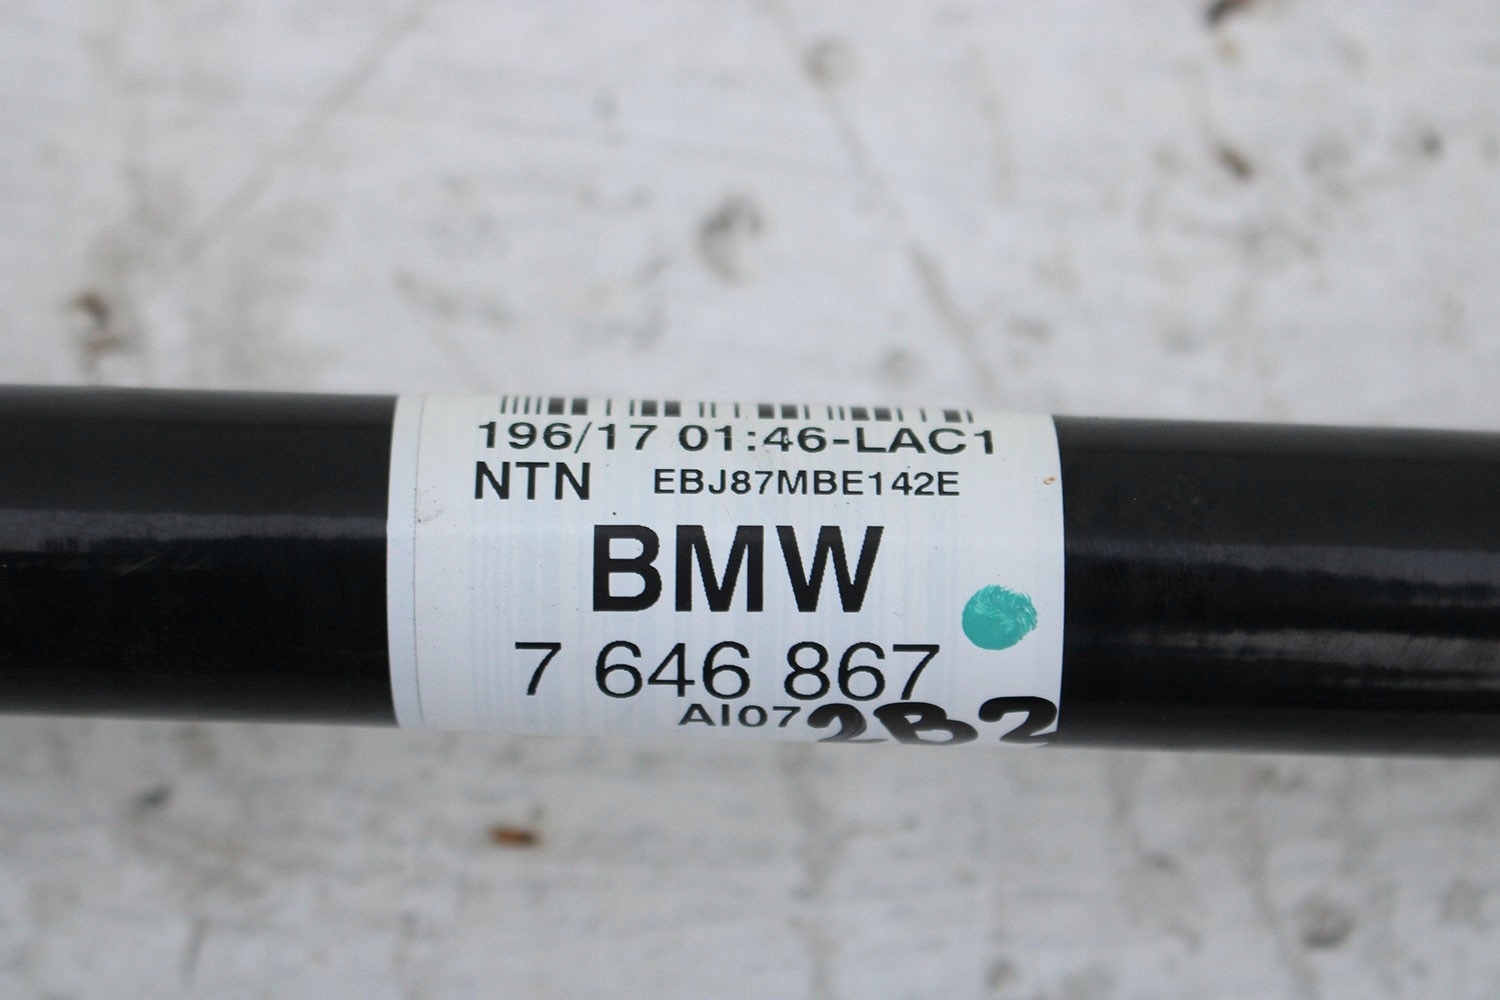 196/17 01:46-LAC1
NTN EBJ87MBE142E
BMW
7 646 867
AI07 2B2